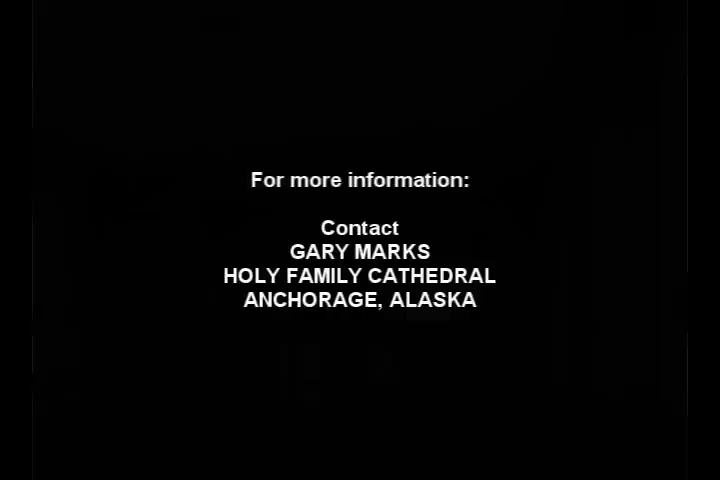 For more information:
Contact
GARY MARKS
HOLY FAMILY CATHEDRAL
ANCHORAGE, ALASKA